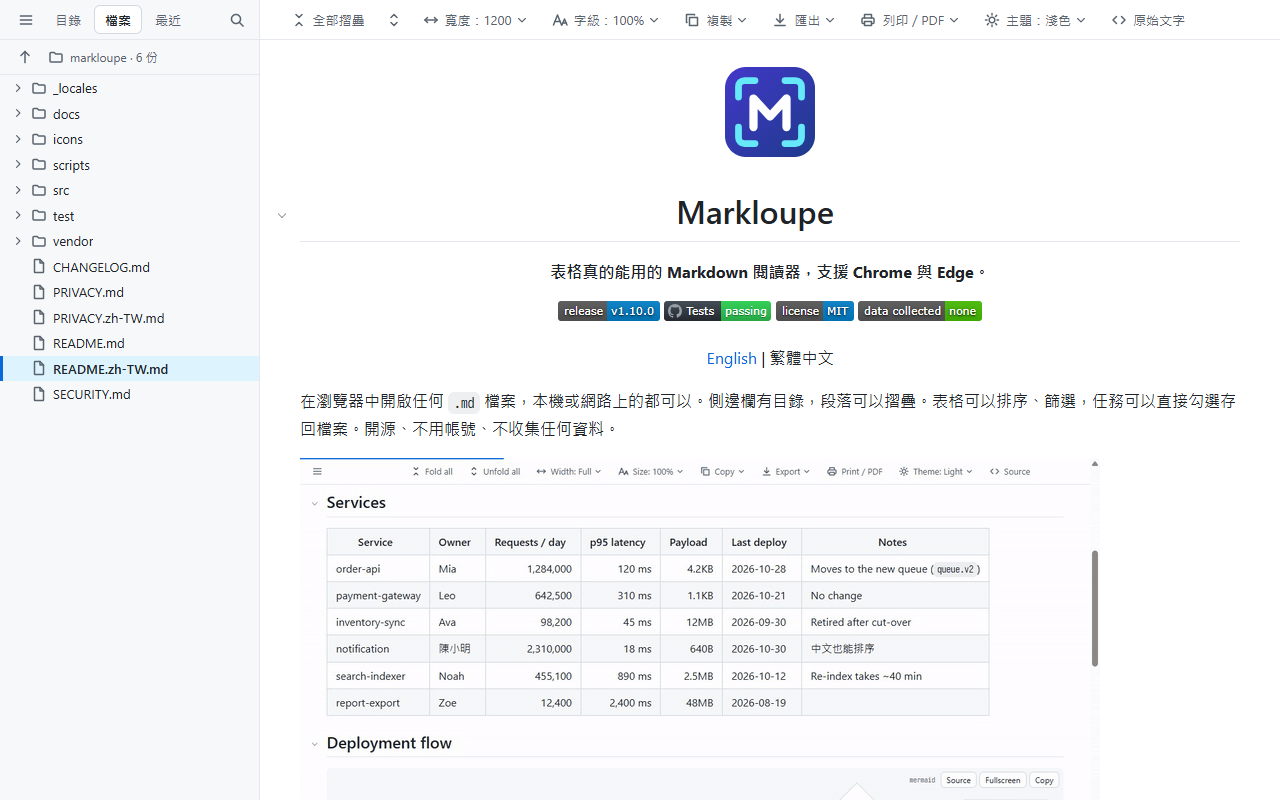 目錄 檔案 最近
全部摺疊 寬度：1200 字級：100% 複製 匯出 列印 / PDF 主題：淺色 原始文字
markloupe · 6 份
_locales
docs
icons
scripts
src
test
vendor
CHANGELOG.md
PRIVACY.md
PRIVACY.zh-TW.md
README.md
README.zh-TW.md
SECURITY.md
M
Markloupe
表格真的能用的 Markdown 閱讀器，支援 Chrome 與 Edge。
release v1.10.0 Tests passing license MIT data collected none
English | 繁體中文
在瀏覽器中開啟任何 .md 檔案，本機或網路上的都可以。側邊欄有目錄，段落可以摺疊。表格可以排序、篩選，任務可以直接勾選存
回檔案。開源、不用帳號、不收集任何資料。
Fold all Unfold all Width: Full Size: 100% Copy Export Print / PDF Theme: Light Source
Services
Service Owner Requests / day p95 latency Payload Last deploy Notes
order-api Mia 1,284,000 120 ms 4.2KB 2026-10-28 Moves to the new queue (queue.v2)
payment-gateway Leo 642,500 310 ms 1.1KB 2026-10-21 No change
inventory-sync Ava 98,200 45 ms 12MB 2026-09-30 Retired after cut-over
notification 陳小明 2,310,000 18 ms 640B 2026-10-30 中文也能排序
search-indexer Noah 455,100 890 ms 2.5MB 2026-10-12 Re-index takes ~40 min
report-export Zoe 12,400 2,400 ms 48MB 2026-08-19
Deployment flow
mermaid Source Fullscreen Copy